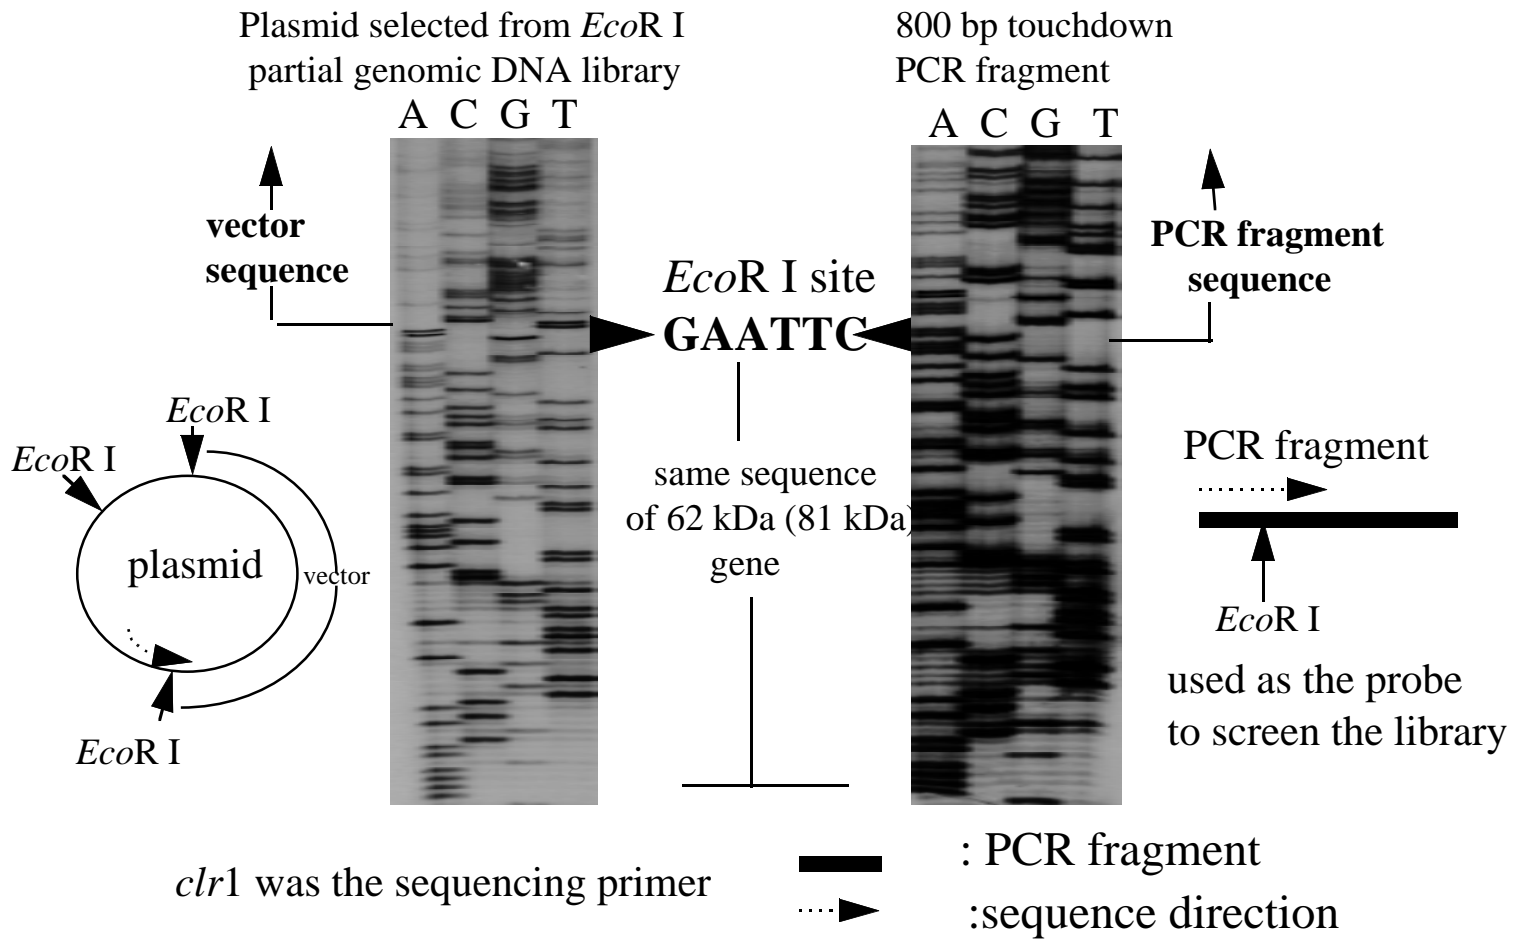 Plasmid selected from EcoR I
partial genomic DNA library
800 bp touchdown
PCR fragment
A C G T
A C G T
vector
sequence
EcoR I site
GAATTC
PCR fragment
sequence
EcoR I
EcoR I
plasmid
vector
EcoR I
same sequence
of 62 kDa (81 kDa)
gene
PCR fragment
EcoR I
used as the probe
to screen the library
clr1 was the sequencing primer
: PCR fragment
:sequence direction